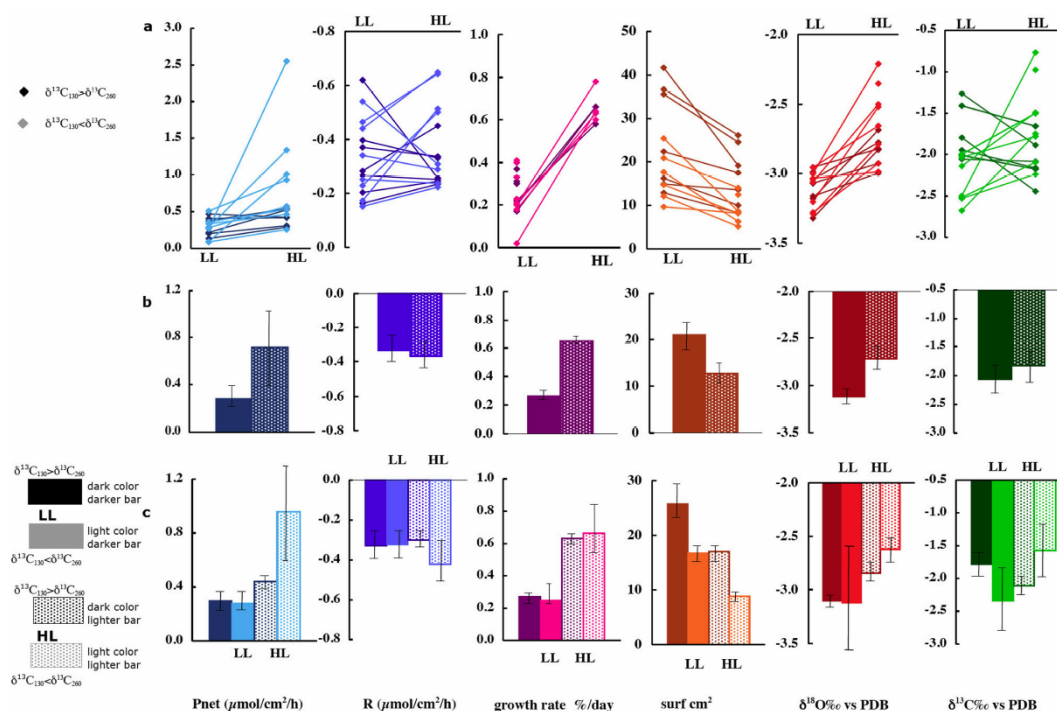 a
LL HL
LL HL
LL HL
3.0
2.5
2.0
1.5
1.0
0.5
0.0
LL HL
-0.8
-0.6
-0.4
-0.2
-0.0
1.0
0.8
0.6
0.4
0.2
0.0
LL HL
50
40
30
20
10
0
LL HL
-2.0
-2.5
-3.0
-3.5
-0.5
-1.0
-1.5
-2.0
-2.5
-3.0
δ¹³C₁₃₀>δ¹³C₂₆₀
δ¹³C₁₃₀<δ¹³C₂₆₀
b
1.2
0.8
0.4
0.0
0.0
-0.2
-0.4
-0.6
-0.8
1.0
0.8
0.6
0.4
0.2
0.0
30
20
10
0
-2.0
-2.5
-3.0
-3.5
-0.5
-1.0
-1.5
-2.0
-2.5
-3.0
δ¹³C₁₃₀>δ¹³C₂₆₀
dark color
darker bar
LL
light color
darker bar
δ¹³C₁₃₀<δ¹³C₂₆₀
δ¹³C₁₃₀>δ¹³C₂₆₀
dark color
lighter bar
HL
light color
lighter bar
δ¹³C₁₃₀<δ¹³C₂₆₀
c
1.2
0.8
0.4
0.0
LL HL
LL HL
-0.0
-0.2
-0.4
-0.6
-0.8
1.0
0.8
0.6
0.4
0.2
0.0
LL HL
30
20
10
0
LL HL
LL HL
-2.0
-2.5
-3.0
-3.5
LL HL
-0.5
-1.0
-1.5
-2.0
-2.5
-3.0
Pnet (μmol/cm²/h) R (μmol/cm²/h) growth rate %/day surf cm² δ¹⁸O‰ vs PDB δ¹³C‰ vs PDB